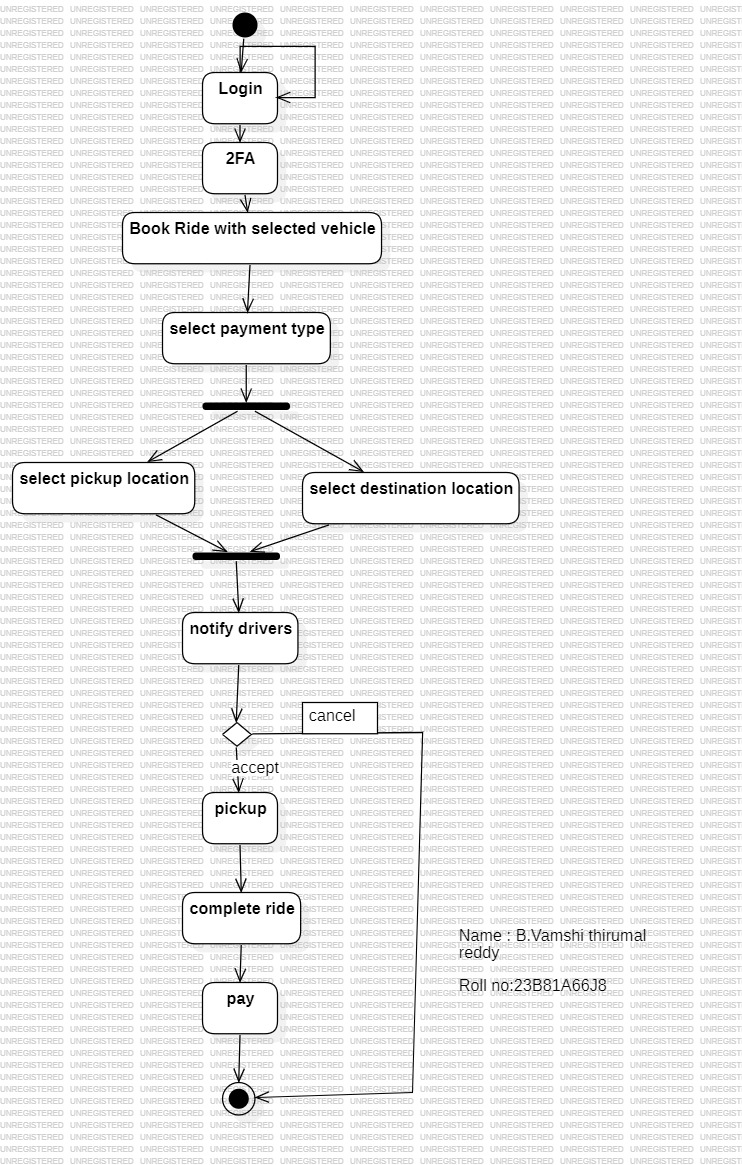 Login
2FA
Book Ride with selected vehicle
select payment type
select pickup location
select destination location
notify drivers
cancel
accept
pickup
complete ride
Name : B.Vamshi thirumal
reddy
Roll no:23B81A66J8
pay
UNREGISTERED